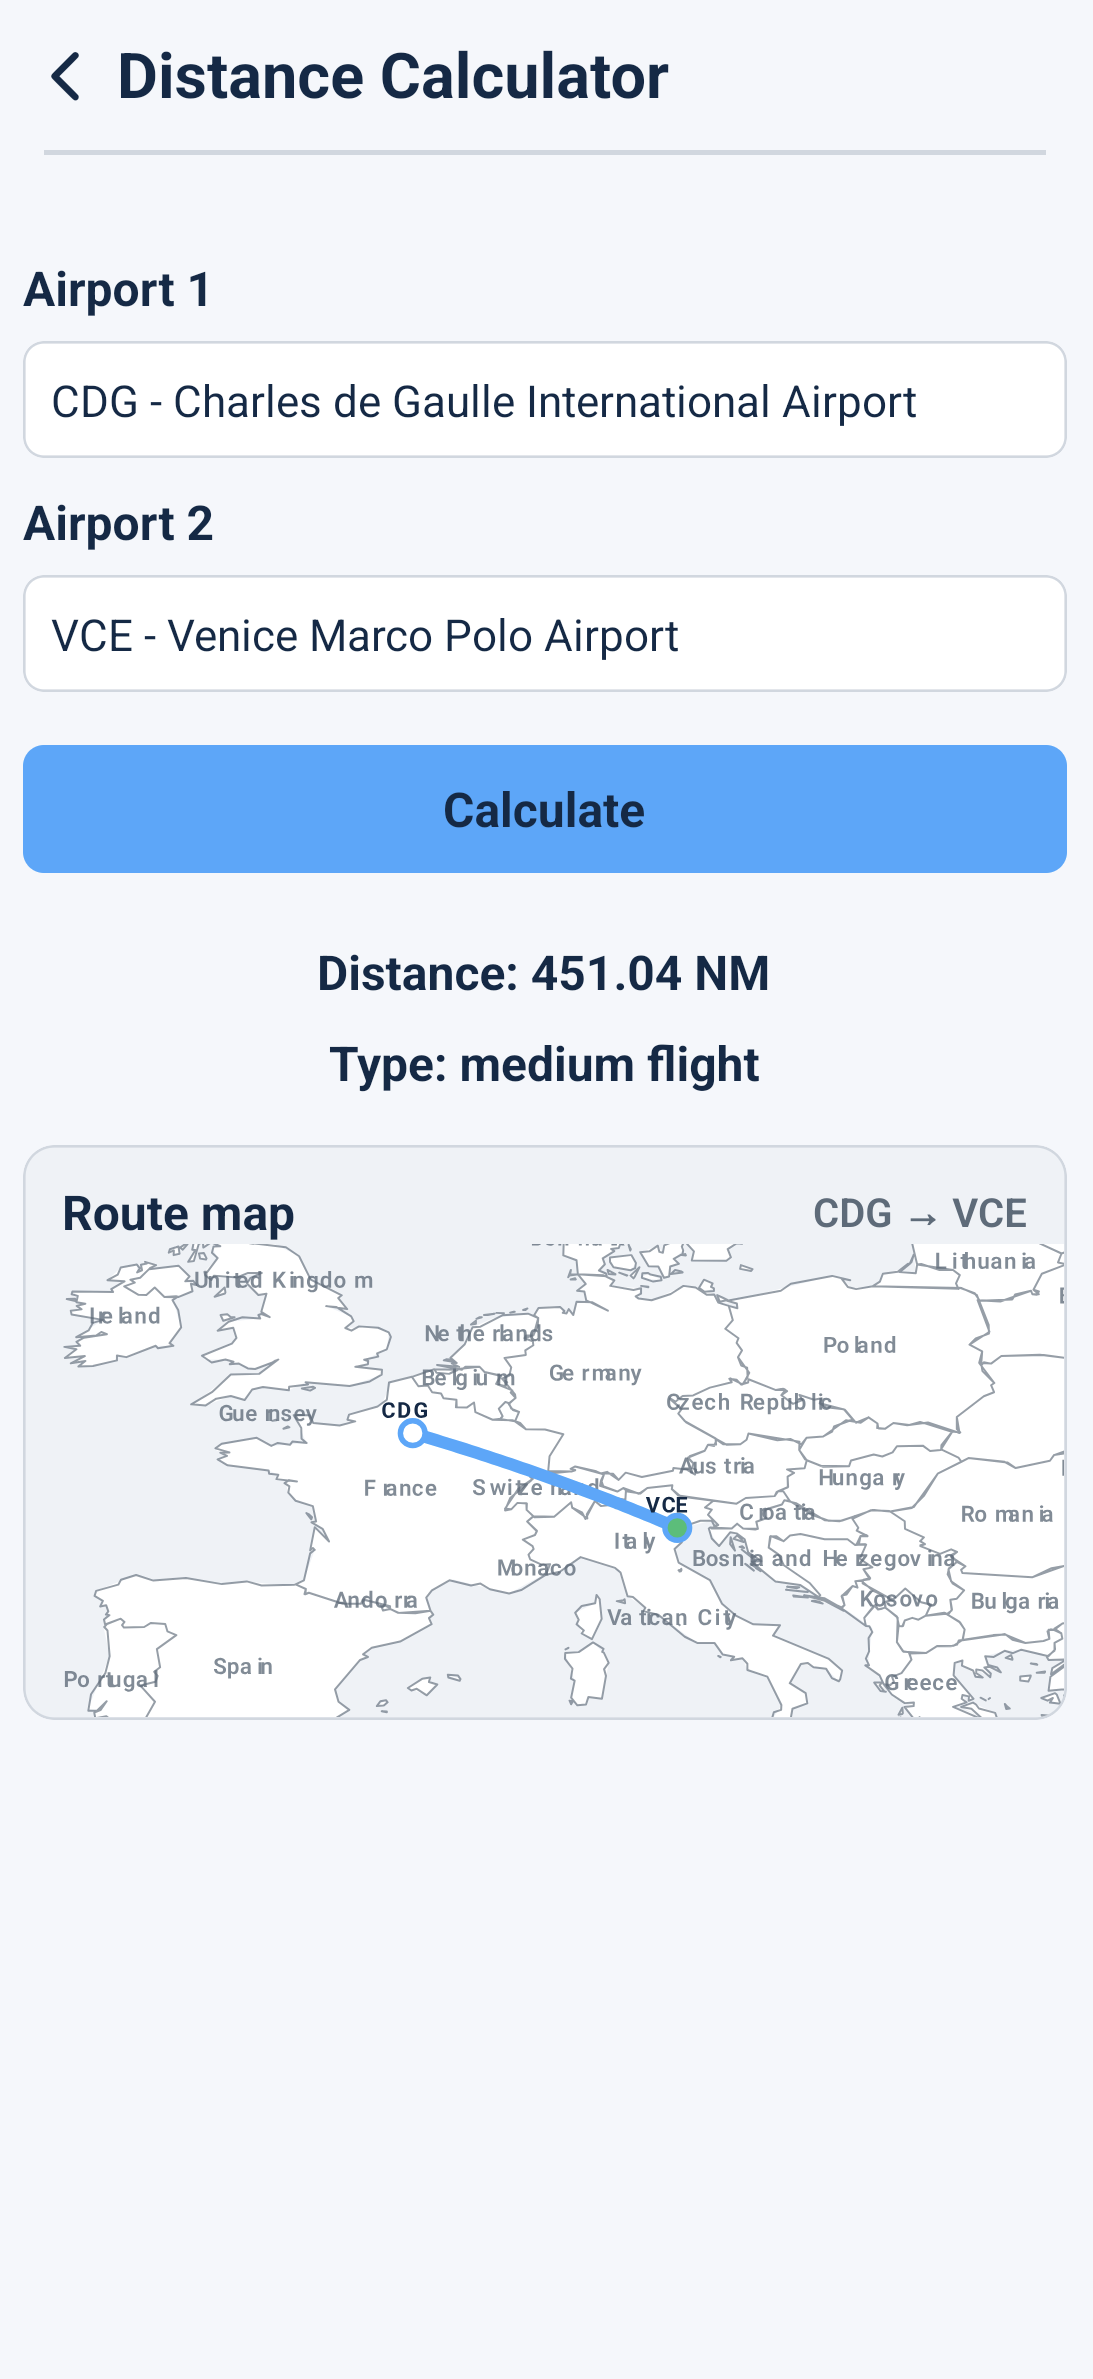 Distance Calculator
Airport 1
CDG - Charles de Gaulle International Airport
Airport 2
VCE - Venice Marco Polo Airport
Calculate
Distance: 451.04 NM
Type: medium flight
Route map
CDG → VCE
Lithuania
United Kingdom
Ireland
Netherlands
Poland
Germany
Belgium
Czech Republic
CDG
Guernsey
Austria
Hungary
France
Switzerland
VCE
Croatia
Romania
Italy
Bosnia and Herzegovina
Monaco
Andorra
Kosovo
Bulgaria
Vatican City
Spain
Portugal
Greece